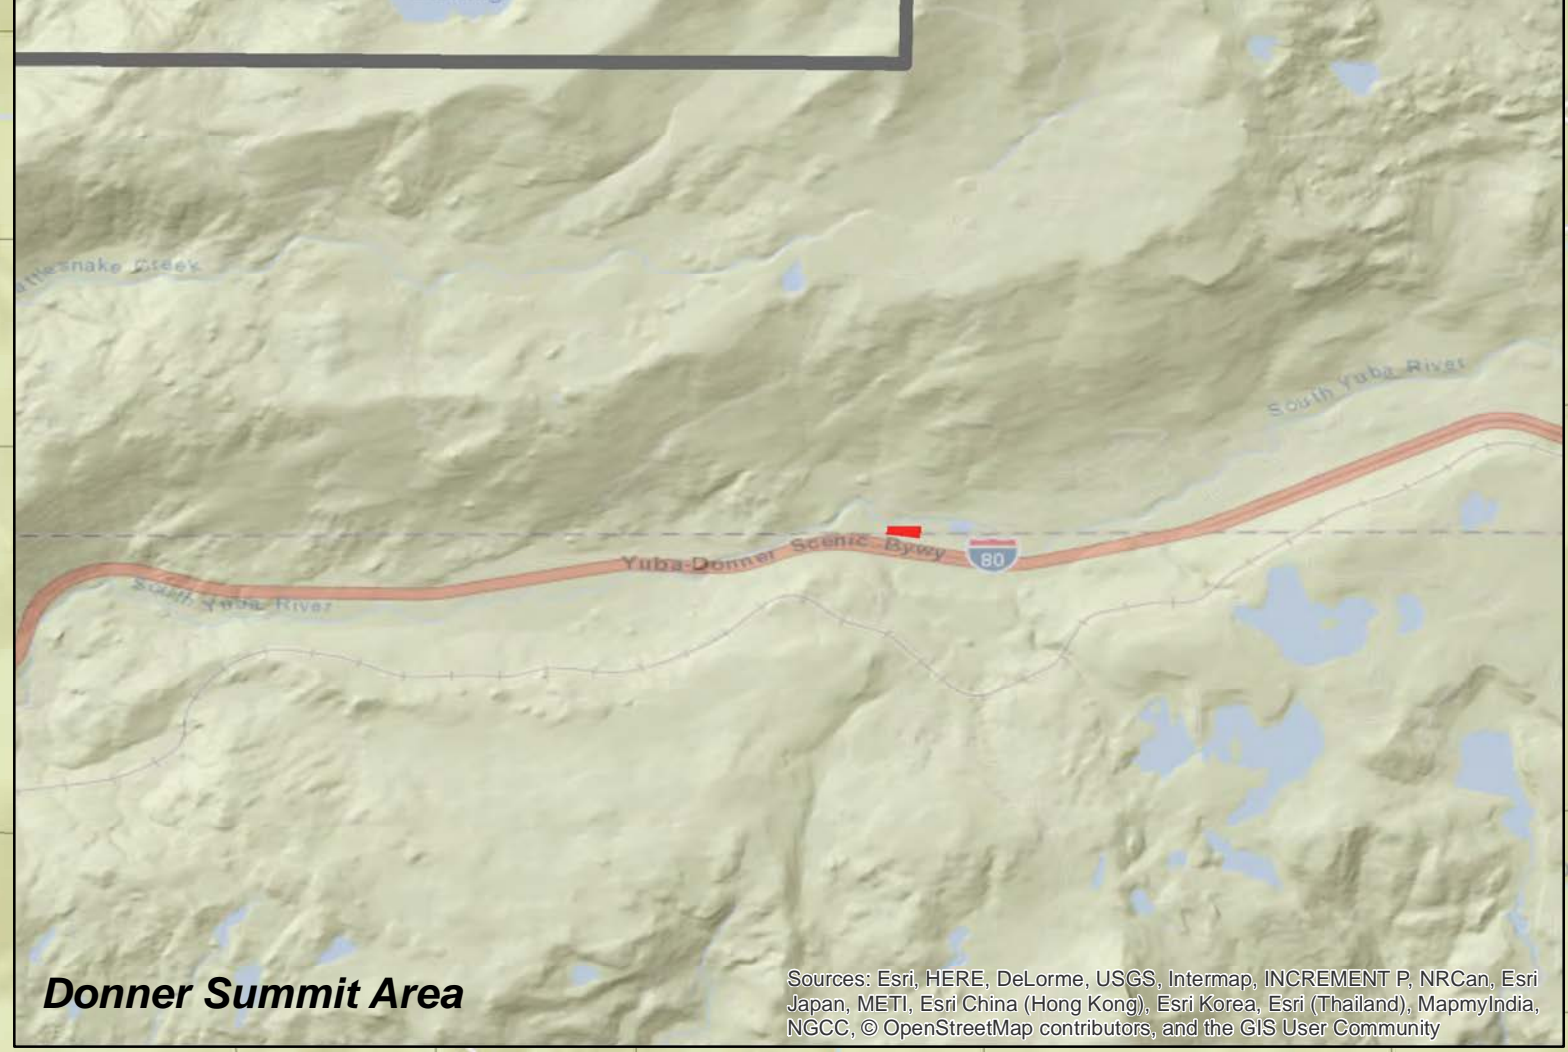 Creek
South Yuba River
Yuba-Donner Scenic Bywy
80
South Yuba River
Donner Summit Area
Sources: Esri, HERE, DeLorme, USGS, Intermap, INCREMENT P, NRCan, Esri
Japan, METI, Esri China (Hong Kong), Esri Korea, Esri (Thailand), MapmyIndia,
NGCC, © OpenStreetMap contributors, and the GIS User Community